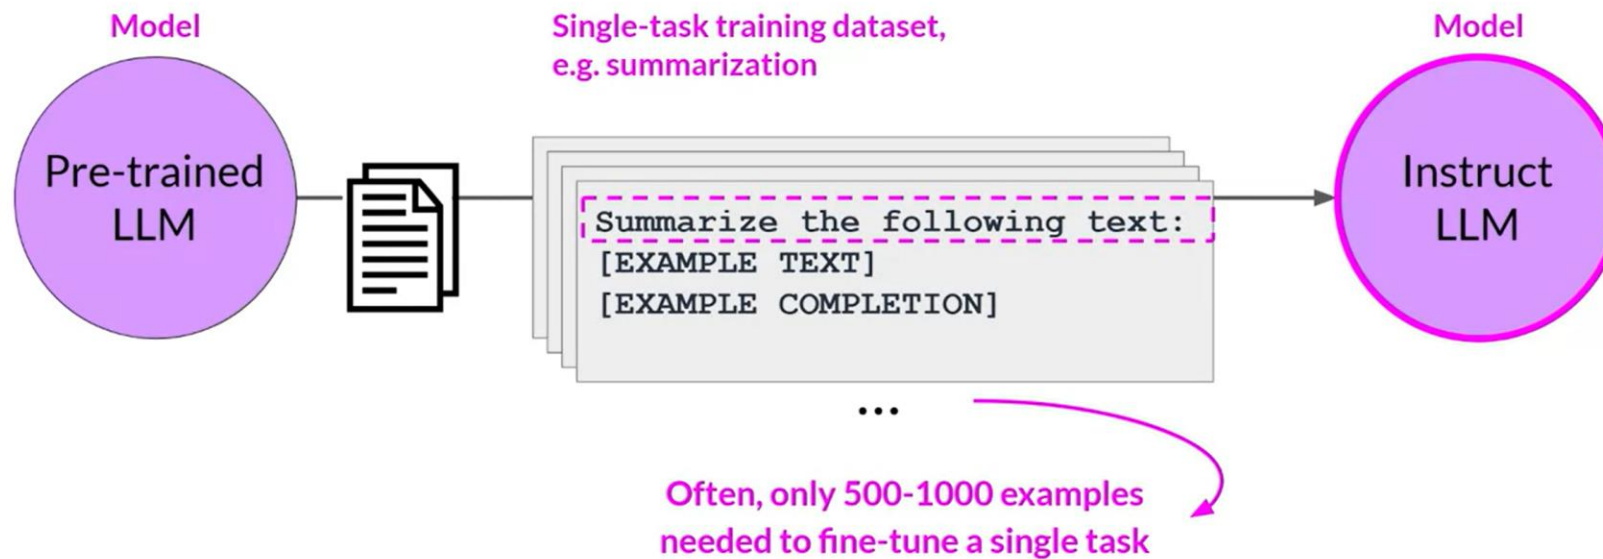 Model
Single-task training dataset,
e.g. summarization
Model
Pre-trained
LLM
Summarize the following text:
[EXAMPLE TEXT]
[EXAMPLE COMPLETION]
...
Instruct
LLM
Often, only 500-1000 examples
needed to fine-tune a single task